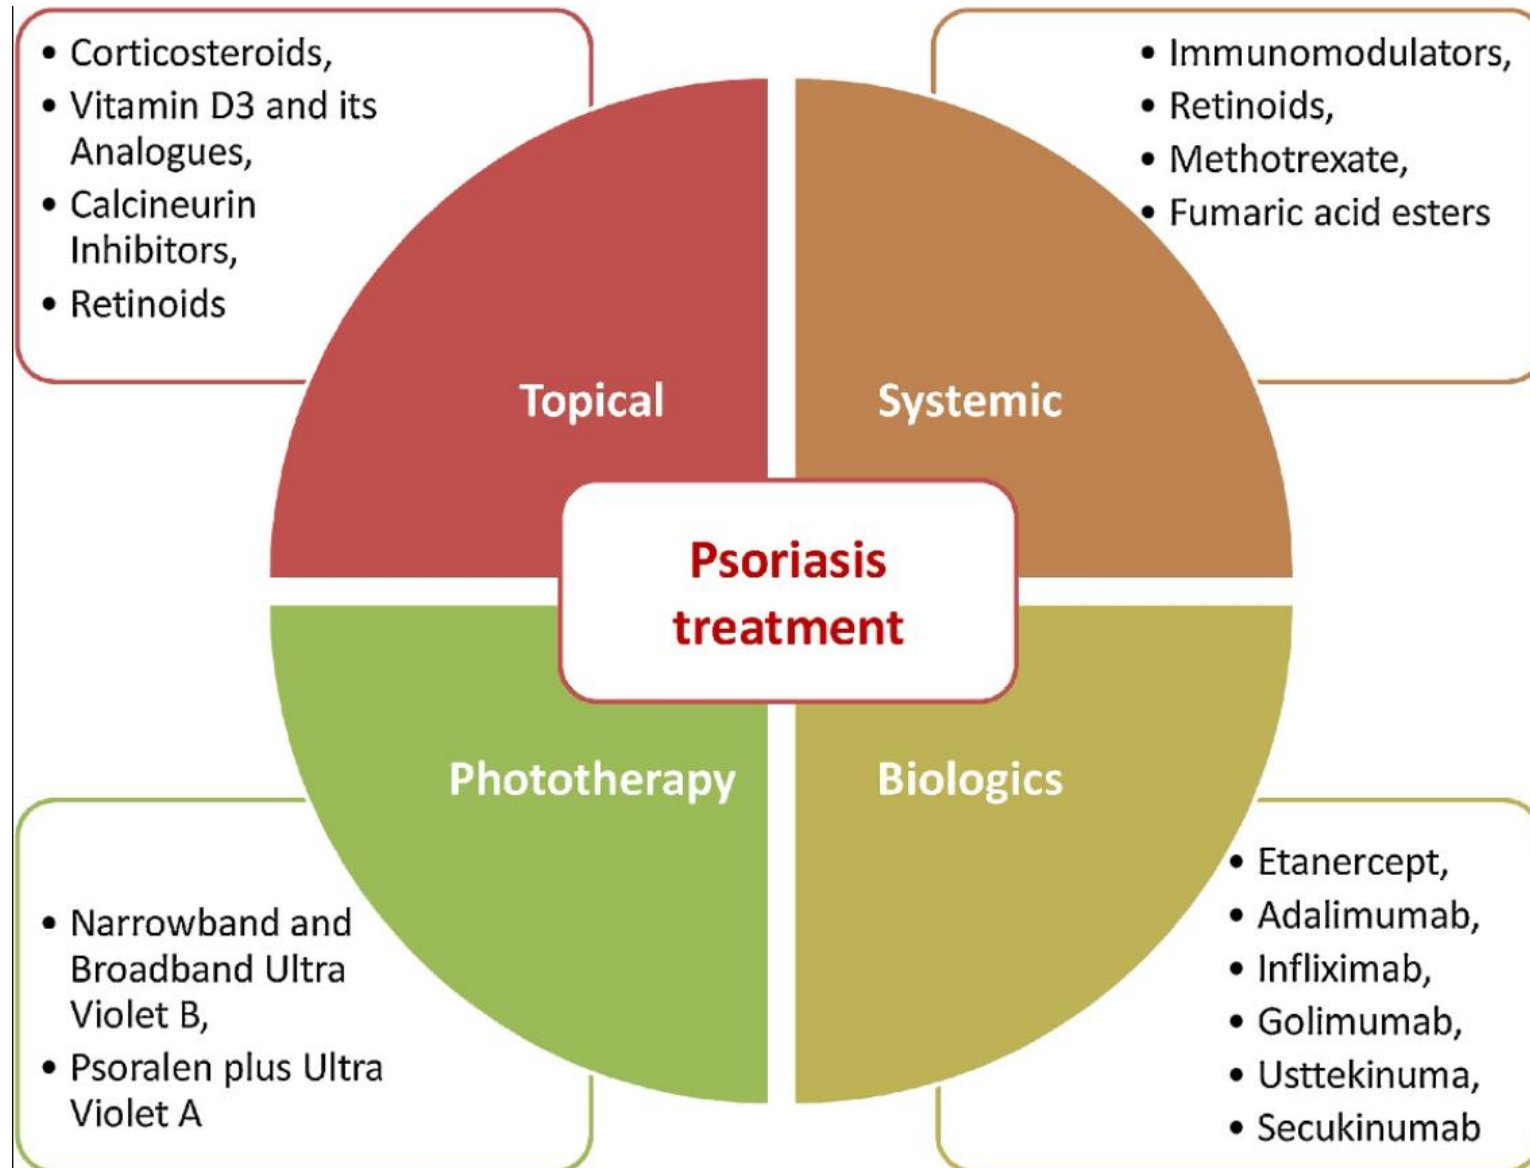 • Corticosteroids,
• Vitamin D3 and its
Analogues,
• Calcineurin
Inhibitors,
• Retinoids
• Immunomodulators,
• Retinoids,
• Methotrexate,
• Fumaric acid esters
Topical
Systemic
Psoriasis
treatment
Phototherapy
Biologics
• Narrowband and
Broadband Ultra
Violet B,
• Psoralen plus Ultra
Violet A
• Etanercept,
• Adalimumab,
• Infliximab,
• Golimumab,
• Usttekinuma,
• Secukinumab